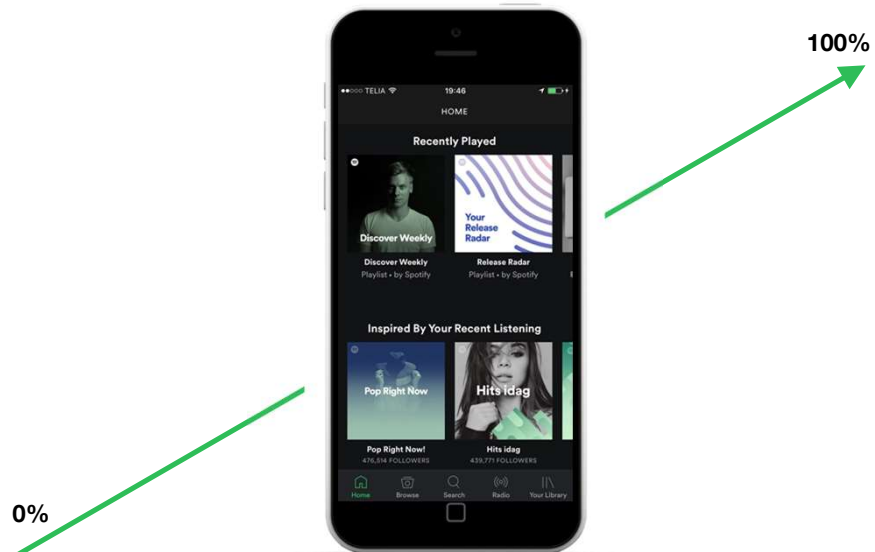 100%
TELIA 19:46
HOME
Recently Played
Discover Weekly
Your
Release
Radar
Discover Weekly
Release Radar
Playlist • by Spotify
Playlist • by Spotify
Inspired By Your Recent Listening
Pop Right Now
Hits idag
Pop Right Now!
Hits idag
476,514 FOLLOWERS
439,771 FOLLOWERS
Home Browse Search Radio Your Library
0%